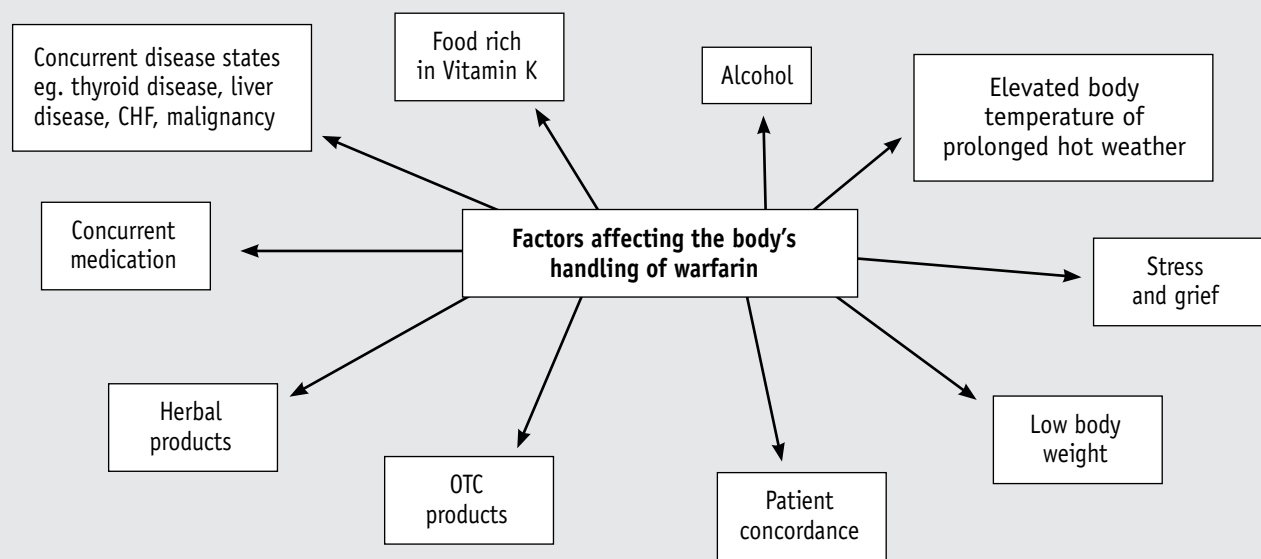 Concurrent disease states
eg. thyroid disease, liver
disease, CHF, malignancy
Food rich
in Vitamin K
Alcohol
Elevated body
temperature of
prolonged hot weather
Concurrent
medication
Factors affecting the body's
handling of warfarin
Stress
and grief
Herbal
products
OTC
products
Patient
concordance
Low body
weight